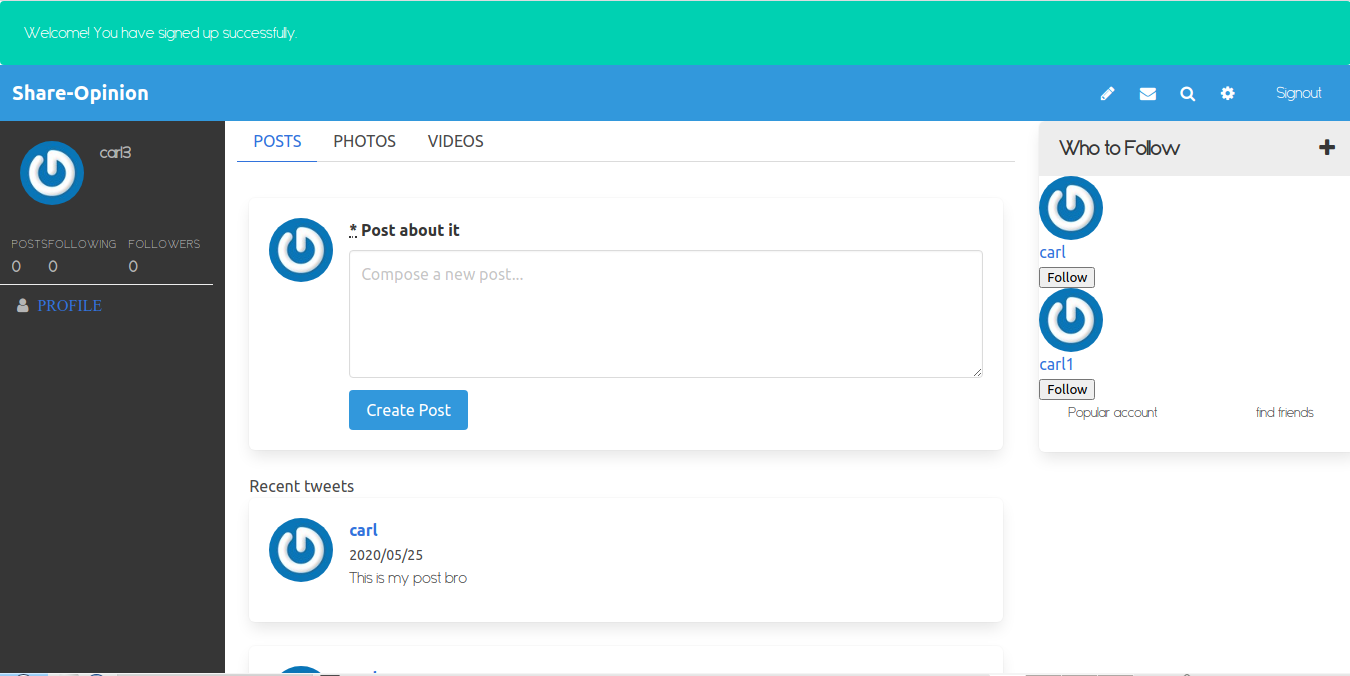 Welcome! You have signed up successfully.
Share-Opinion
Signout
carl3
POSTS FOLLOWING FOLLOWERS
0 0 0
PROFILE
POSTS PHOTOS VIDEOS
* Post about it
Compose a new post...
Create Post
Recent tweets
carl
2020/05/25
This is my post bro
Who to Follow
carl
Follow
carl1
Follow
Popular account find friends